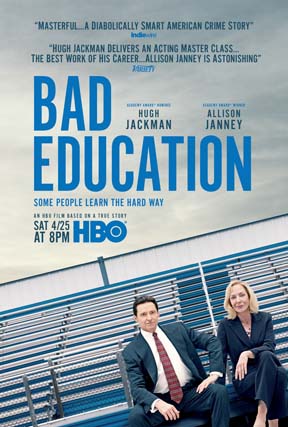 "MASTERFUL...A DIABOLICALLY SMART AMERICAN CRIME STORY"
IndieWire
"HUGH JACKMAN DELIVERS AN ACTING MASTER CLASS...
THE BEST WORK OF HIS CAREER...ALLISON JANNEY IS ASTONISHING"
VARIETY
BAD
ACADEMY AWARD® NOMINEE
HUGH
JACKMAN
ACADEMY AWARD® WINNER
ALLISON
JANNEY
EDUCATION
SOME PEOPLE LEARN THE HARD WAY
AN HBO FILM BASED ON A TRUE STORY
SAT 4/25
AT 8PM HBO